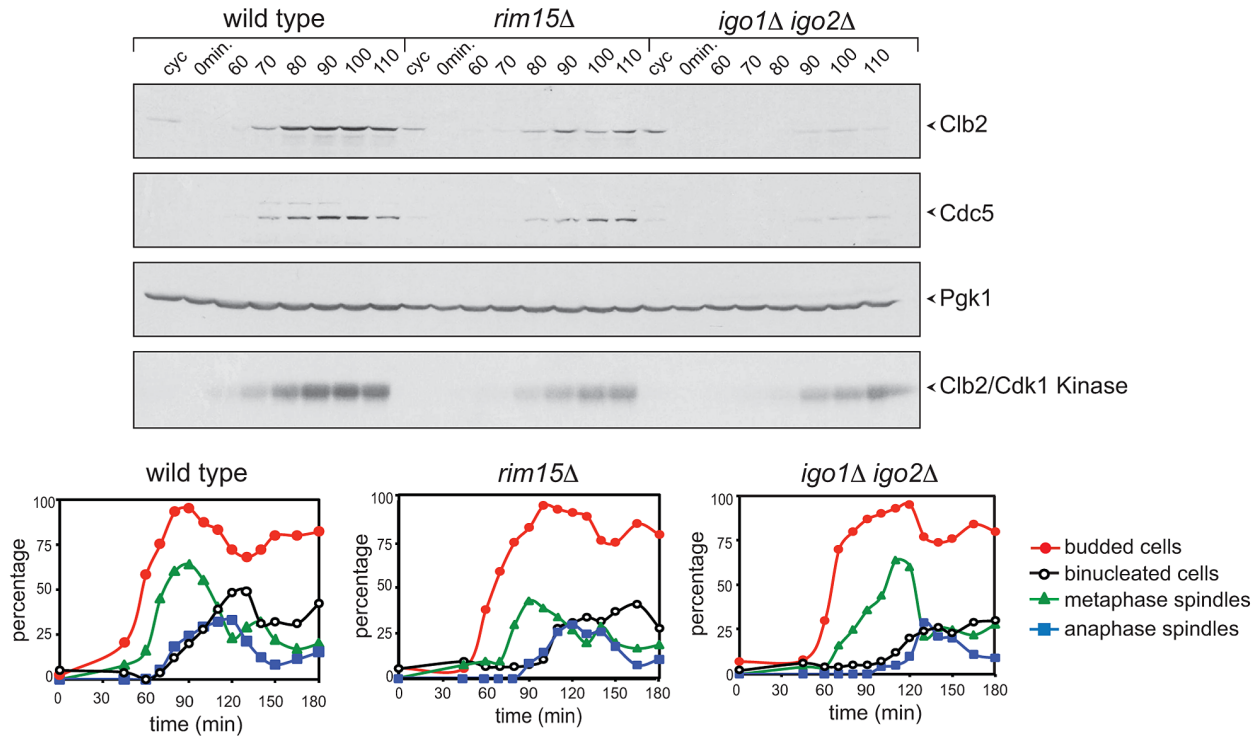 wild type rim15Δ igo1Δ igo2Δ
cyc 0min. 60 70 80 90 100 110 cyc 0min. 60 70 80 90 100 110 cyc 0min. 60 70 80 90 100 110
Clb2
Cdc5
Pgk1
Clb2/Cdk1 Kinase
wild type rim15Δ igo1Δ igo2Δ
percentage
100
75
50
25
0
0 30 60 90 120 150 180
time (min)
percentage
100
75
50
25
0
0 30 60 90 120 150 180
time (min)
percentage
100
75
50
25
0
0 30 60 90 120 150 180
time (min)
budded cells
binucleated cells
metaphase spindles
anaphase spindles